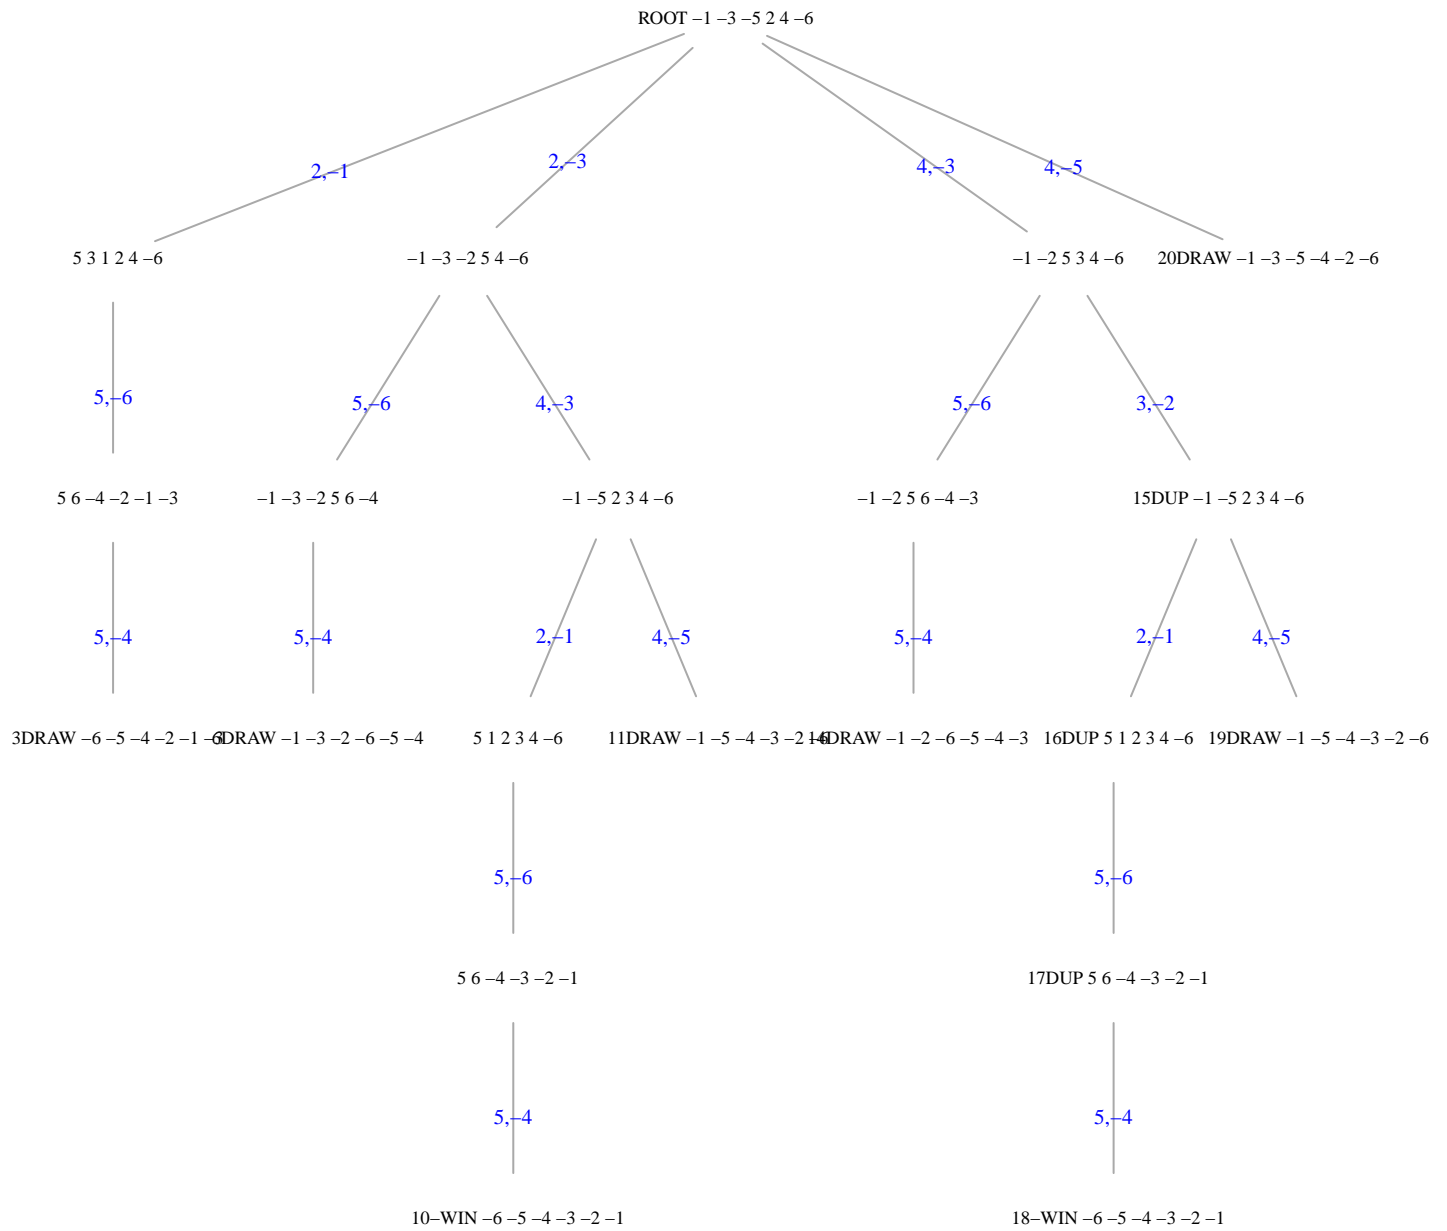 ROOT –1 –3 –5 2 4 –6
2,–1
2,–3
4,–3
4,–5
5 3 1 2 4 –6
–1 –3 –2 5 4 –6
–1 –2 5 3 4 –6
20DRAW –1 –3 –5 –4 –2 –6
5,–6
5,–6
4,–3
5,–6
3,–2
5 6 –4 –2 –1 –3
–1 –3 –2 5 6 –4
–1 –5 2 3 4 –6
–1 –2 5 6 –4 –3
15DUP –1 –5 2 3 4 –6
5,–4
5,–4
2,–1
4,–5
5,–4
2,–1
4,–5
3DRAW –6 –5 –4 –2 –1 –3
6DRAW –1 –3 –2 –6 –5 –4
5 1 2 3 4 –6
11DRAW –1 –5 –4 –3 –2 –6
14DRAW –1 –2 –6 –5 –4 –3
16DUP 5 1 2 3 4 –6
19DRAW –1 –5 –4 –3 –2 –6
5,–6
5,–6
5 6 –4 –3 –2 –1
17DUP 5 6 –4 –3 –2 –1
5,–4
5,–4
10–WIN –6 –5 –4 –3 –2 –1
18–WIN –6 –5 –4 –3 –2 –1